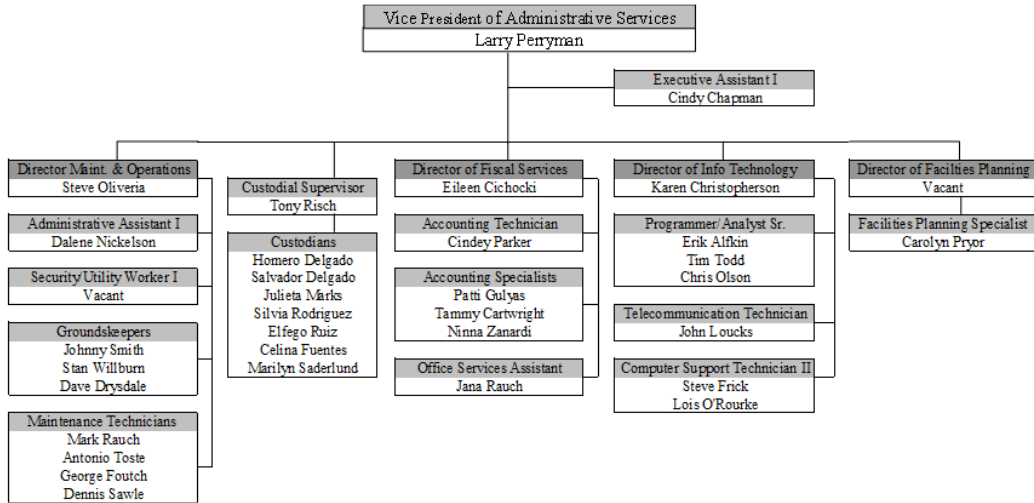 Vice President of Administrative Services
Larry Perryman
Executive Assistant I
Cindy Chapman
Director Maint. & Operations
Steve Oliveria
Administrative Assistant I
Dalene Nickelson
Security/Utility Worker I
Vacant
Groundskeepers
Johnny Smith
Stan Willburn
Dave Drysdale
Maintenance Technicians
Mark Rauch
Antonio Toste
George Foutch
Dennis Sawle
Custodial Supervisor
Tony Risch
Custodians
Homero Delgado
Salvador Delgado
Julieta Marks
Silvia Rodriguez
Elfego Ruiz
Celina Fuentes
Marilyn Saderlund
Director of Fiscal Services
Eileen Cichocki
Accounting Technician
Cindey Parker
Accounting Specialists
Patti Gulyas
Tammy Cartwright
Ninna Zanardi
Office Services Assistant
Jana Rauch
Director of Info Technology
Karen Christopherson
Programmer/Analyst Sr.
Erik Alfkin
Tim Todd
Chris Olson
Telecommunication Technician
John Loucks
Computer Support Technician II
Steve Frick
Lois O'Rourke
Director of Facilties Planning
Vacant
Facilities Planning Specialist
Carolyn Pryor